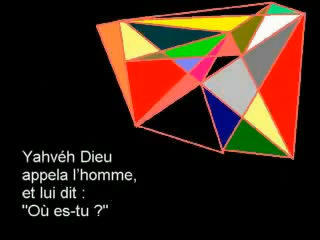 Yahvéh Dieu
appela l'homme,
et lui dit :
"Où es-tu ?"